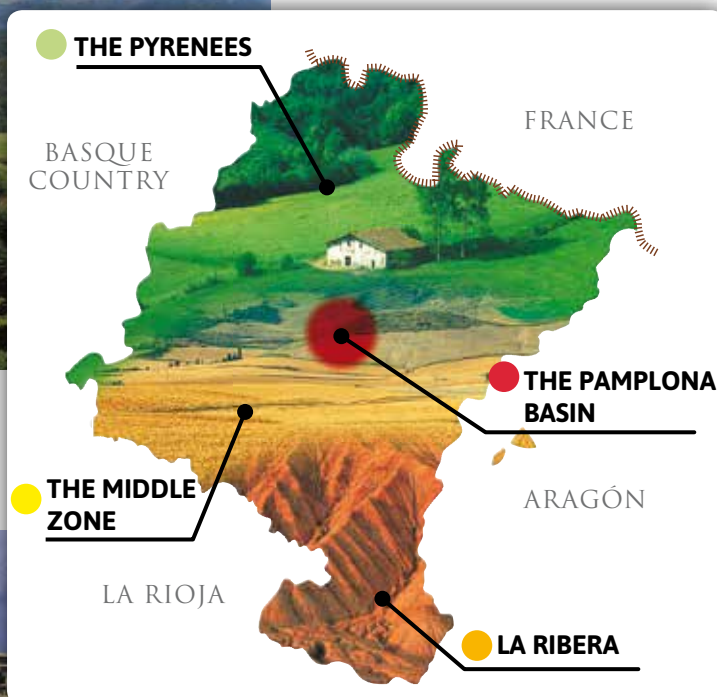 THE PYRENEES
FRANCE
BASQUE
COUNTRY
THE PAMPLONA
BASIN
THE MIDDLE
ZONE
ARAGÓN
LA RIOJA
LA RIBERA